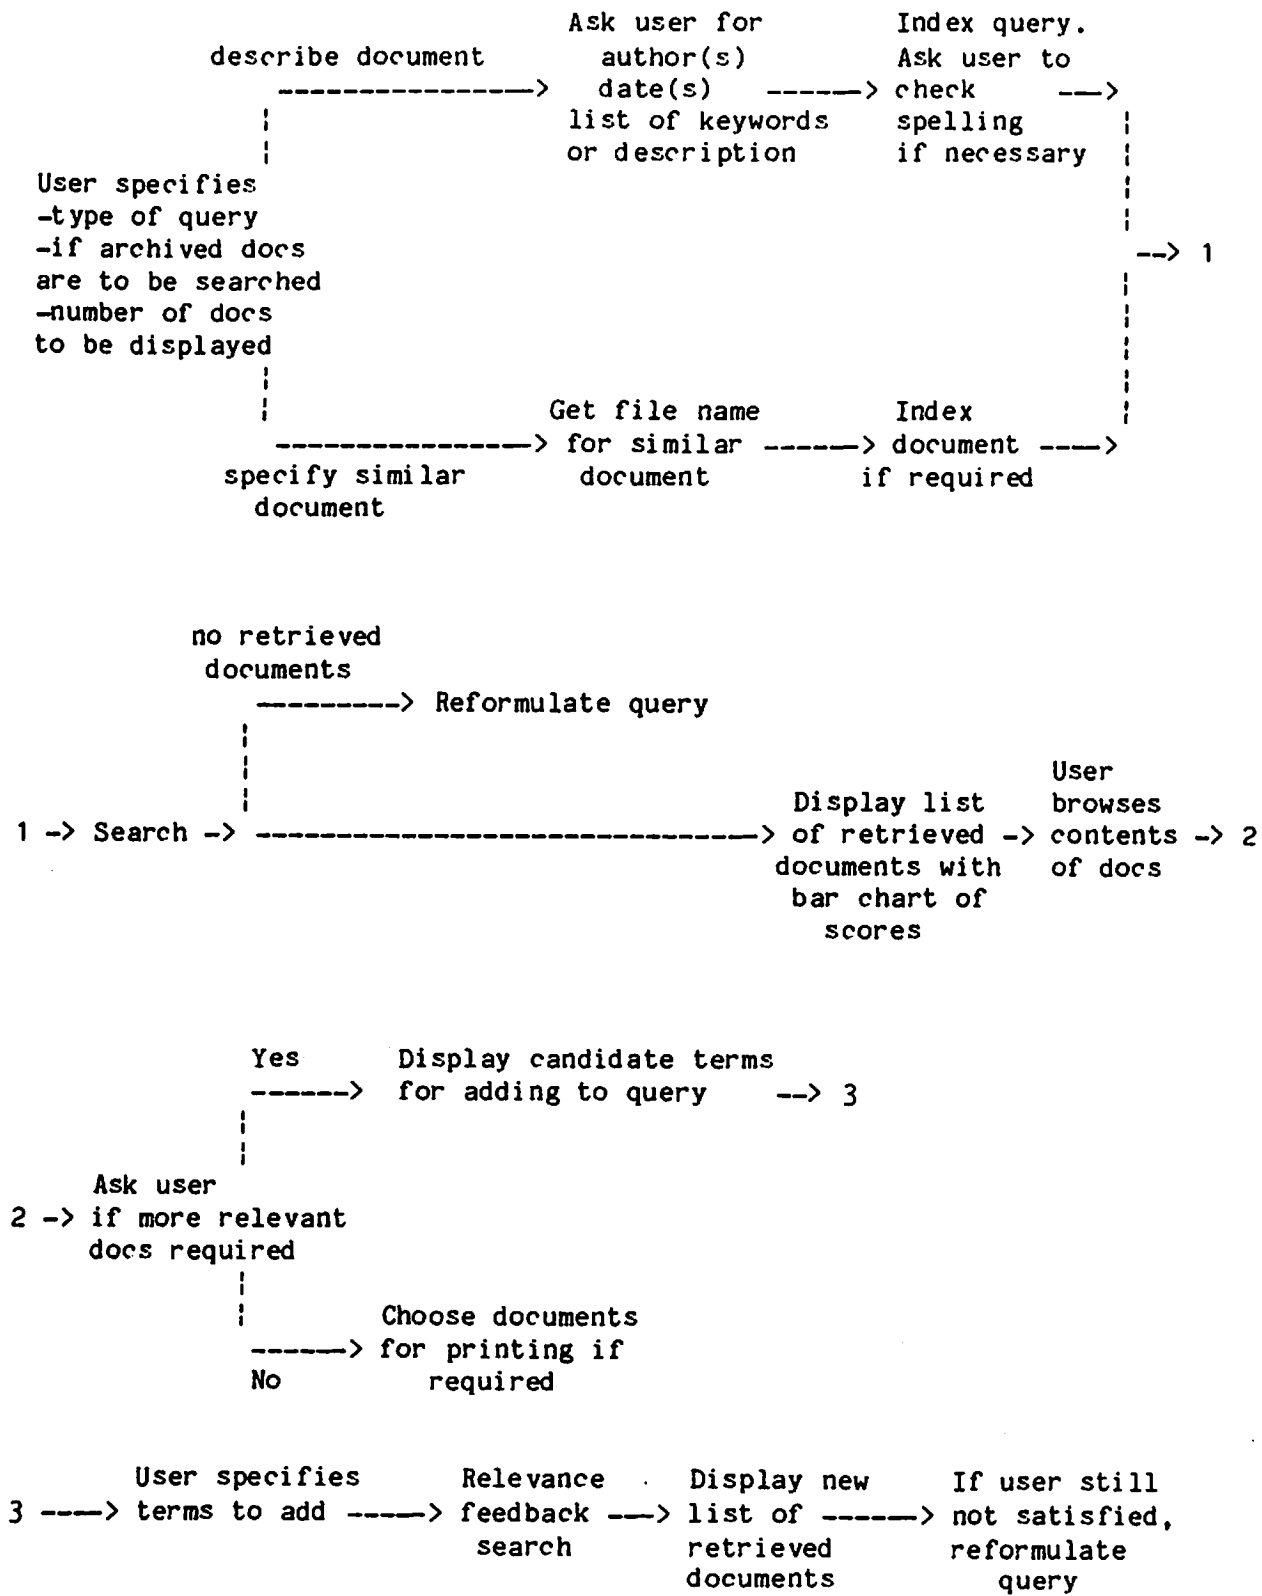 describe document
Ask user for
author(s)
date(s)
list of keywords
or description
Index query.
Ask user to
check
spelling
if necessary
User specifies
-type of query
-if archived docs
are to be searched
-number of docs
to be displayed
--> 1
specify similar
document
Get file name
for similar
document
Index
document
if required
no retrieved
documents
Reformulate query
1 -> Search ->
Display list
of retrieved ->
documents with
bar chart of
scores
User
browses
contents -> 2
of docs
Yes
Display candidate terms
for adding to query --> 3
Ask user
2 -> if more relevant
docs required
No
Choose documents
for printing if
required
3 ----> User specifies
terms to add ----->
Relevance
feedback --->
search
Display new
list of ------>
retrieved
documents
If user still
not satisfied,
reformulate
query